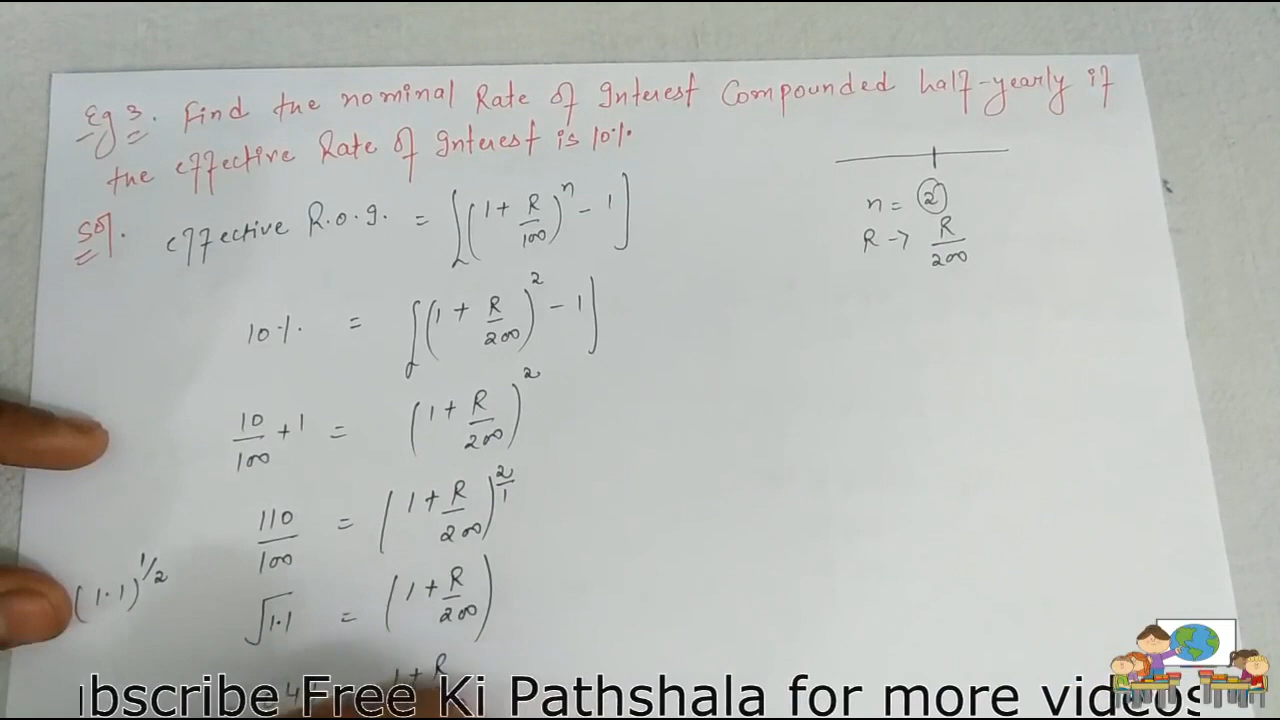 Eg 3. Find the nominal Rate of Interest Compounded half-yearly if
the effective Rate of Interest is 10%.
Sol. effective R.o.I. = [(1 + R/100)^n - 1]
n = 2
R → R/200
10% = [(1 + R/200)^2 - 1]
10/100 + 1 = (1 + R/200)^2
110/100 = (1 + R/200)^2/1
(1.1)^1/2
√1.1 = (1 + R/200)
1 + R
bscribe Free Ki Pathshala for more videos